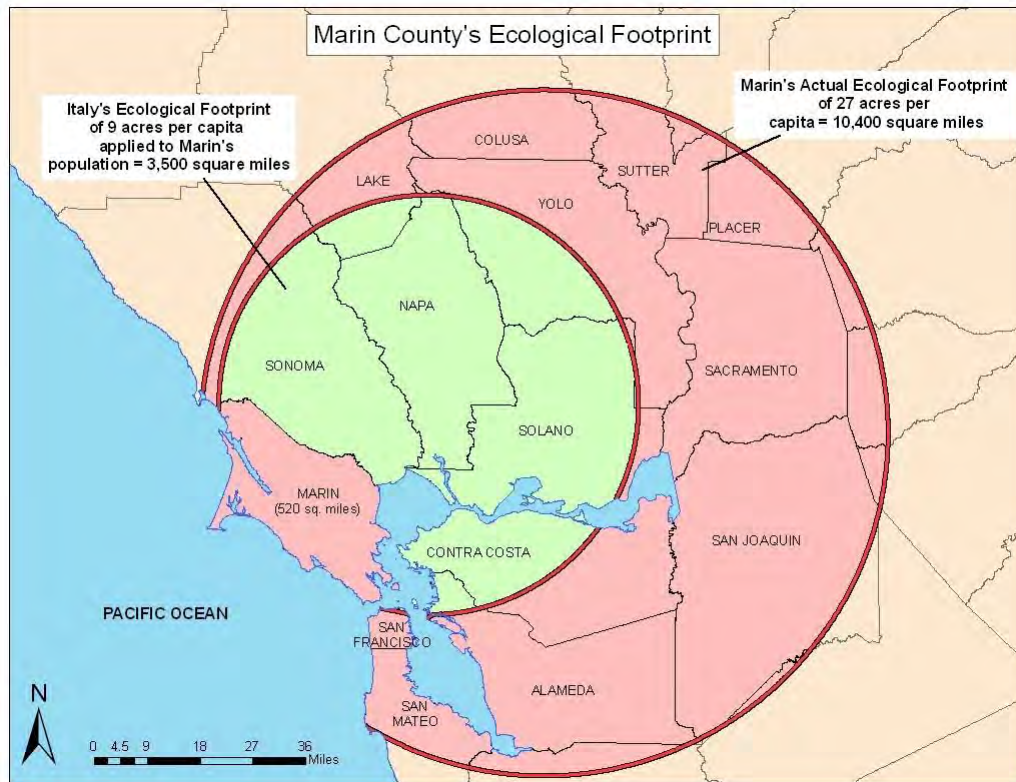 Marin County's Ecological Footprint
Italy's Ecological Footprint
of 9 acres per capita
applied to Marin's
population = 3,500 square miles
Marin's Actual Ecological Footprint
of 27 acres per
capita = 10,400 square miles
COLUSA
SUTTER
LAKE
YOLO
PLACER
NAPA
SONOMA
SACRAMENTO
SOLANO
MARIN
(520 sq. miles)
SAN JOAQUIN
CONTRA COSTA
PACIFIC OCEAN
SAN
FRANCISCO
ALAMEDA
SAN
MATEO
N
0 4.5 9 18 27 36
Miles